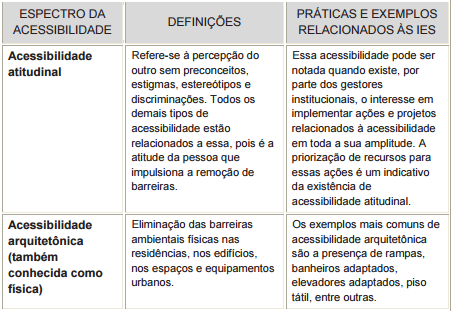 ESPECTRO DA
ACESSIBILIDADE
DEFINIÇÕES
PRÁTICAS E EXEMPLOS
RELACIONADOS ÀS IES
Acessibilidade
atitudinal
Refere-se à percepção do
outro sem preconceitos,
estigmas, estereótipos e
discriminações. Todos os
demais tipos de
acessibilidade estão
relacionados a essa, pois é a
atitude da pessoa que
impulsiona a remoção de
barreiras.
Essa acessibilidade pode ser
notada quando existe, por
parte dos gestores
institucionais, o interesse em
implementar ações e projetos
relacionados à acessibilidade
em toda a sua amplitude. A
priorização de recursos para
essas ações é um indicativo
da existência de
acessibilidade atitudinal.
Acessibilidade
arquitetônica
(também
conhecida como
física)
Eliminação das barreiras
ambientais físicas nas
residências, nos edifícios,
nos espaços e equipamentos
urbanos.
Os exemplos mais comuns de
acessibilidade arquitetônica
são a presença de rampas,
banheiros adaptados,
elevadores adaptados, piso
tátil, entre outras.